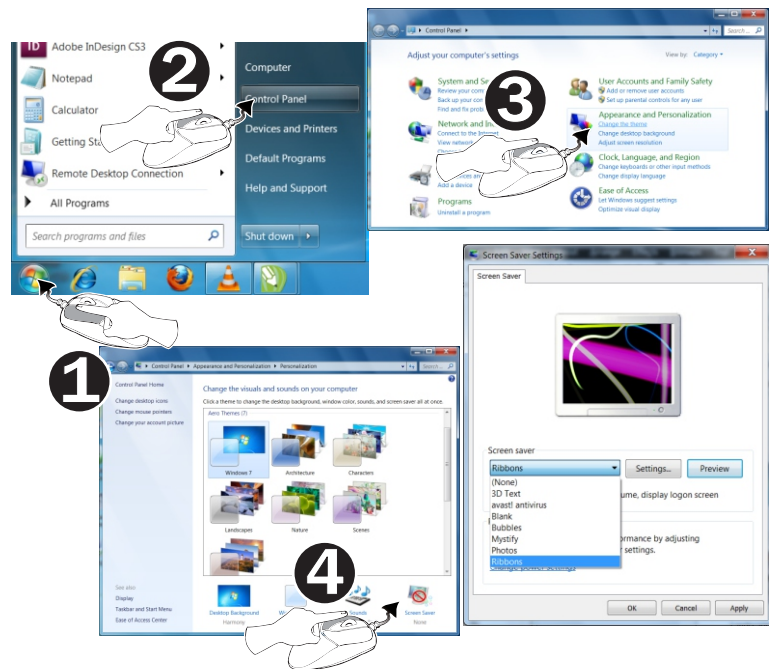 ID Adobe InDesign CS3
Notepad
Calculator
Getting
Remote Desktop Connection
All Programs
Search programs and files
Computer
Control Panel
Devices and Printers
Default Programs
Help and Support
Shut down
2
1
Control Panel
Search...
Adjust your computer's settings
View by: Category
System and
Review your
Back up your
Find and fix
Network and
Connect to the Internet
View network
Add a device
Programs
Uninstall a program
User Accounts and Family Safety
Add or remove user accounts
Set up parental controls for any user
Appearance and Personalization
Change the theme
Change desktop background
Adjust screen resolution
Clock, Language, and Region
Change keyboards or other input methods
Change display language
Ease of Access
Let Windows suggest settings
Optimize visual display
3
Control Panel Appearance and Personalization Personalization
Search...
Control Panel Home
Change desktop icons
Change mouse pointers
Change your account picture
See also
Display
Taskbar and Start Menu
Ease of Access Center
Change the visuals and sounds on your computer
Click a theme to change the desktop background, window color, sounds, and screen saver all at once.
Aero Themes (7)
Windows 7
Architecture
Characters
Landscapes
Nature
Scenes
Desktop Background
Harmony
Sounds
Screen Saver
None
4
Screen Saver Settings
Screen Saver
Screen saver
Ribbons
Settings...
Preview
(None)
3D Text
avast! antivirus
Blank
Bubbles
Mystify
Photos
Ribbons
display logon screen
by adjusting
settings.
OK
Cancel
Apply